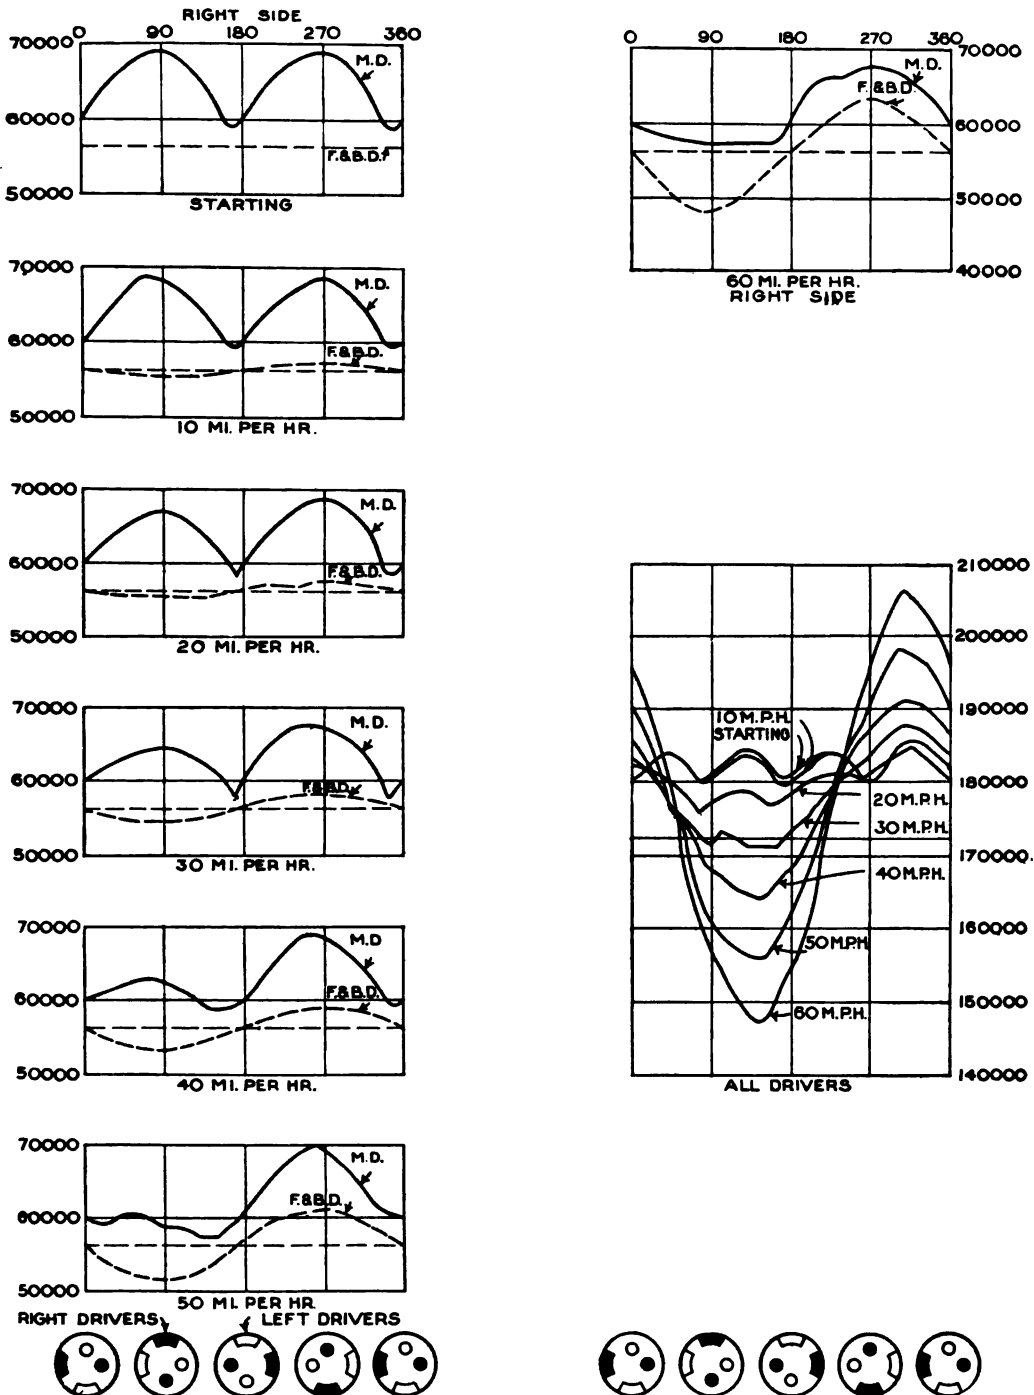 RIGHT SIDE
0 90 180 270 360
70000
M.D.
60000
F.&B.D.
50000
STARTING
70000
M.D.
60000
F.&B.D.
50000
10 MI. PER HR.
70000
M.D.
60000
F.&B.D.
50000
20 MI. PER HR.
70000
M.D.
60000
F.&B.D.
50000
30 MI. PER HR.
70000
M.D
60000
F.&B.D.
50000
40 MI. PER HR.
70000
M.D.
F.&B.D.
60000
50000
50 MI. PER HR.
RIGHT DRIVERS
LEFT DRIVERS
0 90 180 270 360
70000
M.D.
F.&B.D.
60000
50000
40000
60 MI. PER HR.
RIGHT SIDE
210000
200000
190000
10 M.P.H.
STARTING
180000
20 M.P.H.
30 M.P.H.
170000.
40 M.P.H.
160000
50 M.P.H.
150000
60 M.P.H.
140000
ALL DRIVERS